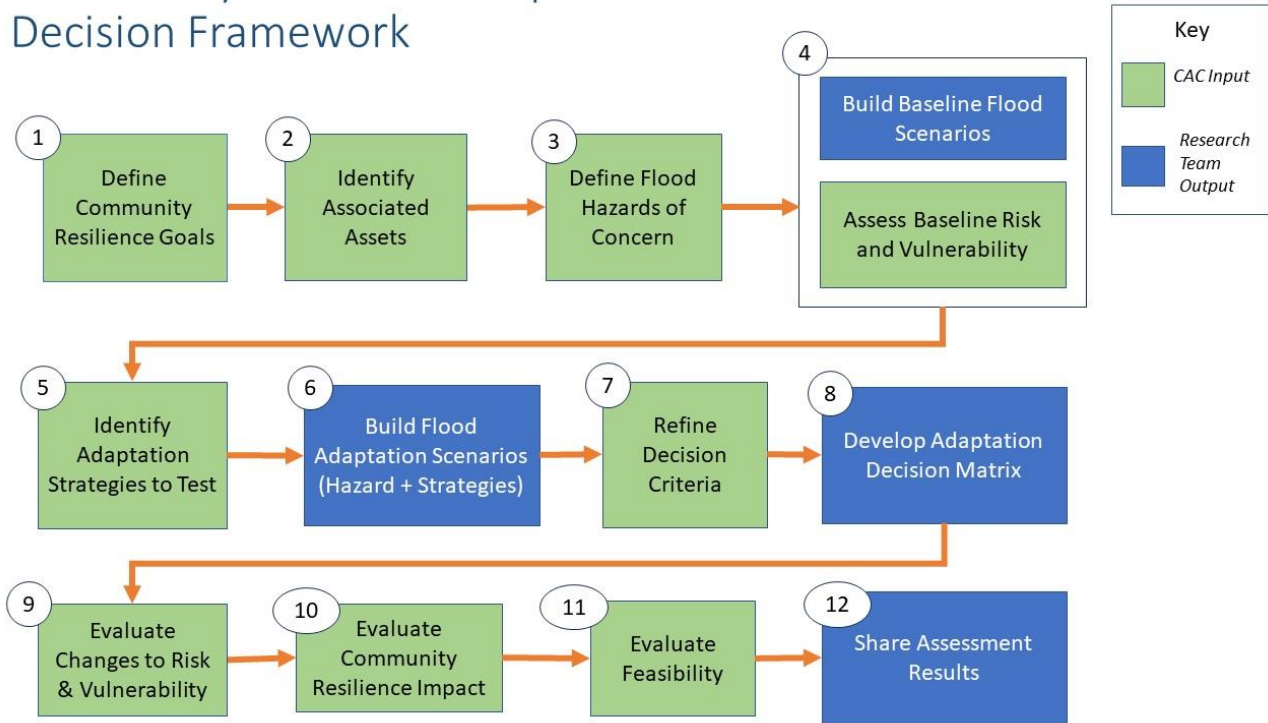 Decision Framework
Key
CAC Input
Research
Team
Output
1
Define
Community
Resilience Goals
2
Identify
Associated
Assets
3
Define Flood
Hazards of
Concern
4
Build Baseline Flood
Scenarios
Assess Baseline Risk
and Vulnerability
5
Identify
Adaptation
Strategies to Test
6
Build Flood
Adaptation Scenarios
(Hazard + Strategies)
7
Refine
Decision
Criteria
8
Develop Adaptation
Decision Matrix
9
Evaluate
Changes to Risk
& Vulnerability
10
Evaluate
Community
Resilience Impact
11
Evaluate
Feasibility
12
Share Assessment
Results